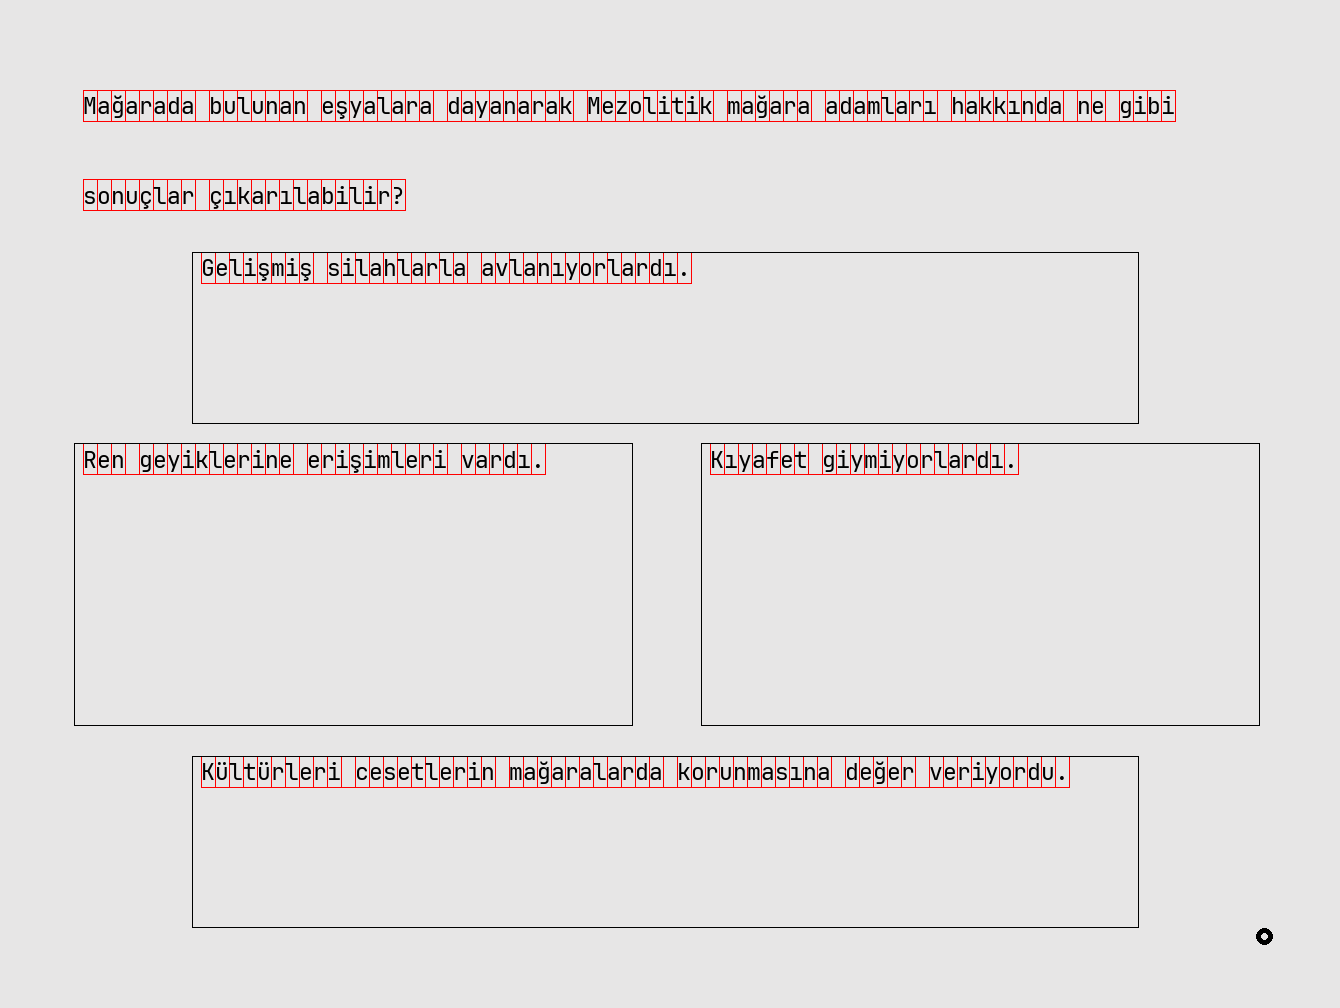 Mağarada bulunan eşyalara dayanarak Mezolitik mağara adamları hakkında ne gibi
sonuçlar çıkarılabilir?
Gelişmiş silahlarla avlanıyorlardı.
Ren geyiklerine erişimleri vardı.
Kıyafet giymiyorlardı.
Kültürleri cesetlerin mağaralarda korunmasına değer veriyordu.